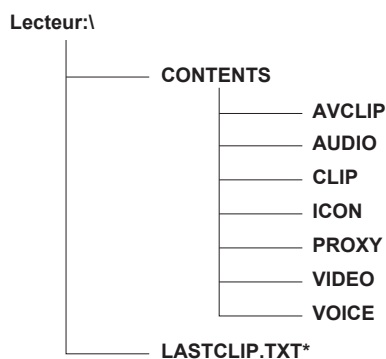 Lecteur:\
CONTENTS
AVCLIP
AUDIO
CLIP
ICON
PROXY
VIDEO
VOICE
LASTCLIP.TXT*